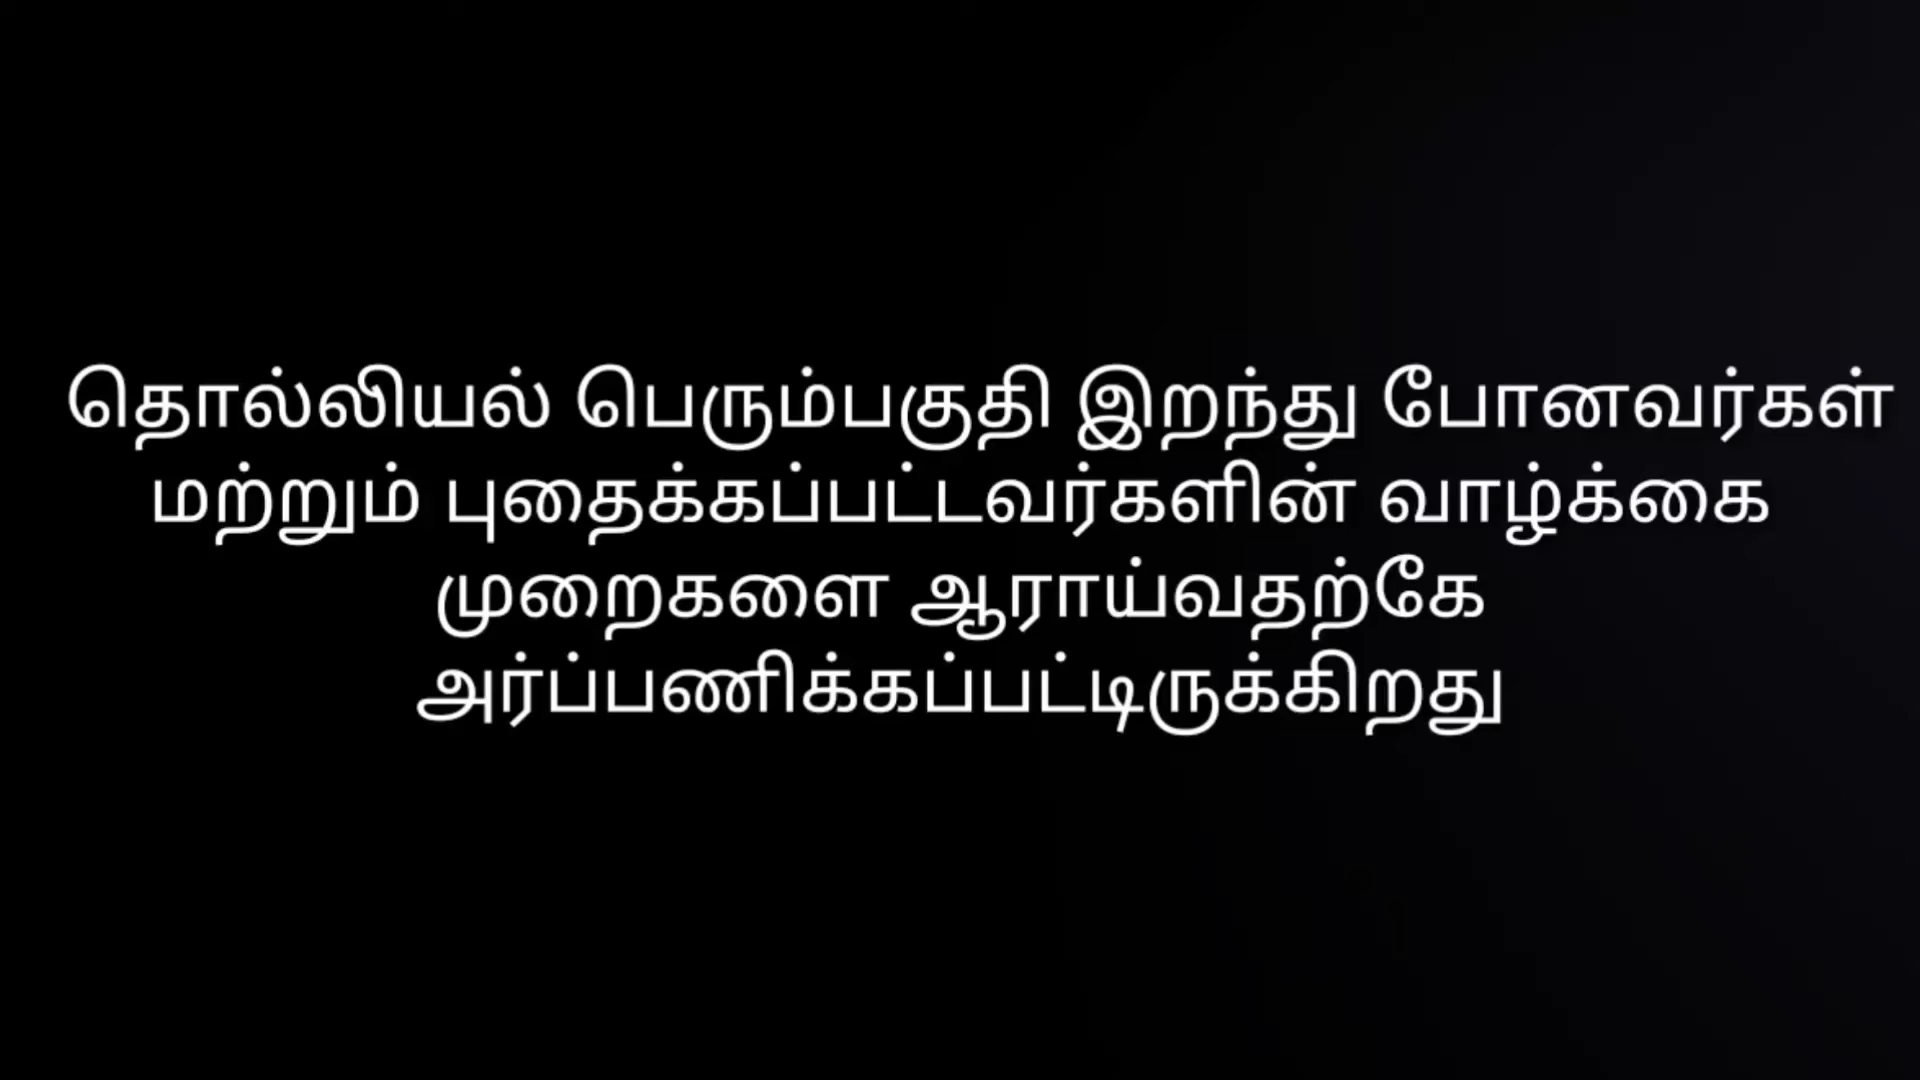 தொல்லியல் பெரும்பகுதி இறந்து போனவர்கள்
மற்றும் புதைக்கப்பட்டவர்களின் வாழ்க்கை
முறைகளை ஆராய்வதற்கே
அர்ப்பணிக்கப்பட்டிருக்கிறது